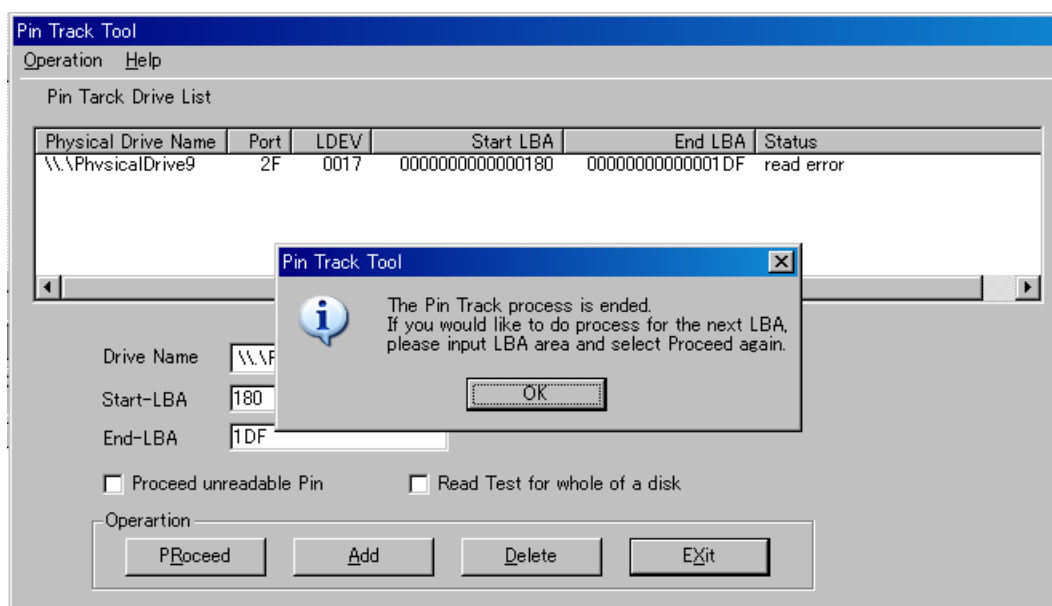 Pin Track Tool
Operation Help
Pin Tarck Drive List
Physical Drive Name Port LDEV Start LBA End LBA Status
\\.\PhysicalDrive9 2F 0017 0000000000000180 00000000000001DF read error
Pin Track Tool
The Pin Track process is ended.
If you would like to do process for the next LBA,
please input LBA area and select Proceed again.
OK
Drive Name \\.\P
Start-LBA 180
End-LBA 1DF
Proceed unreadable Pin Read Test for whole of a disk
Operartion
PRoceed Add Delete EXit